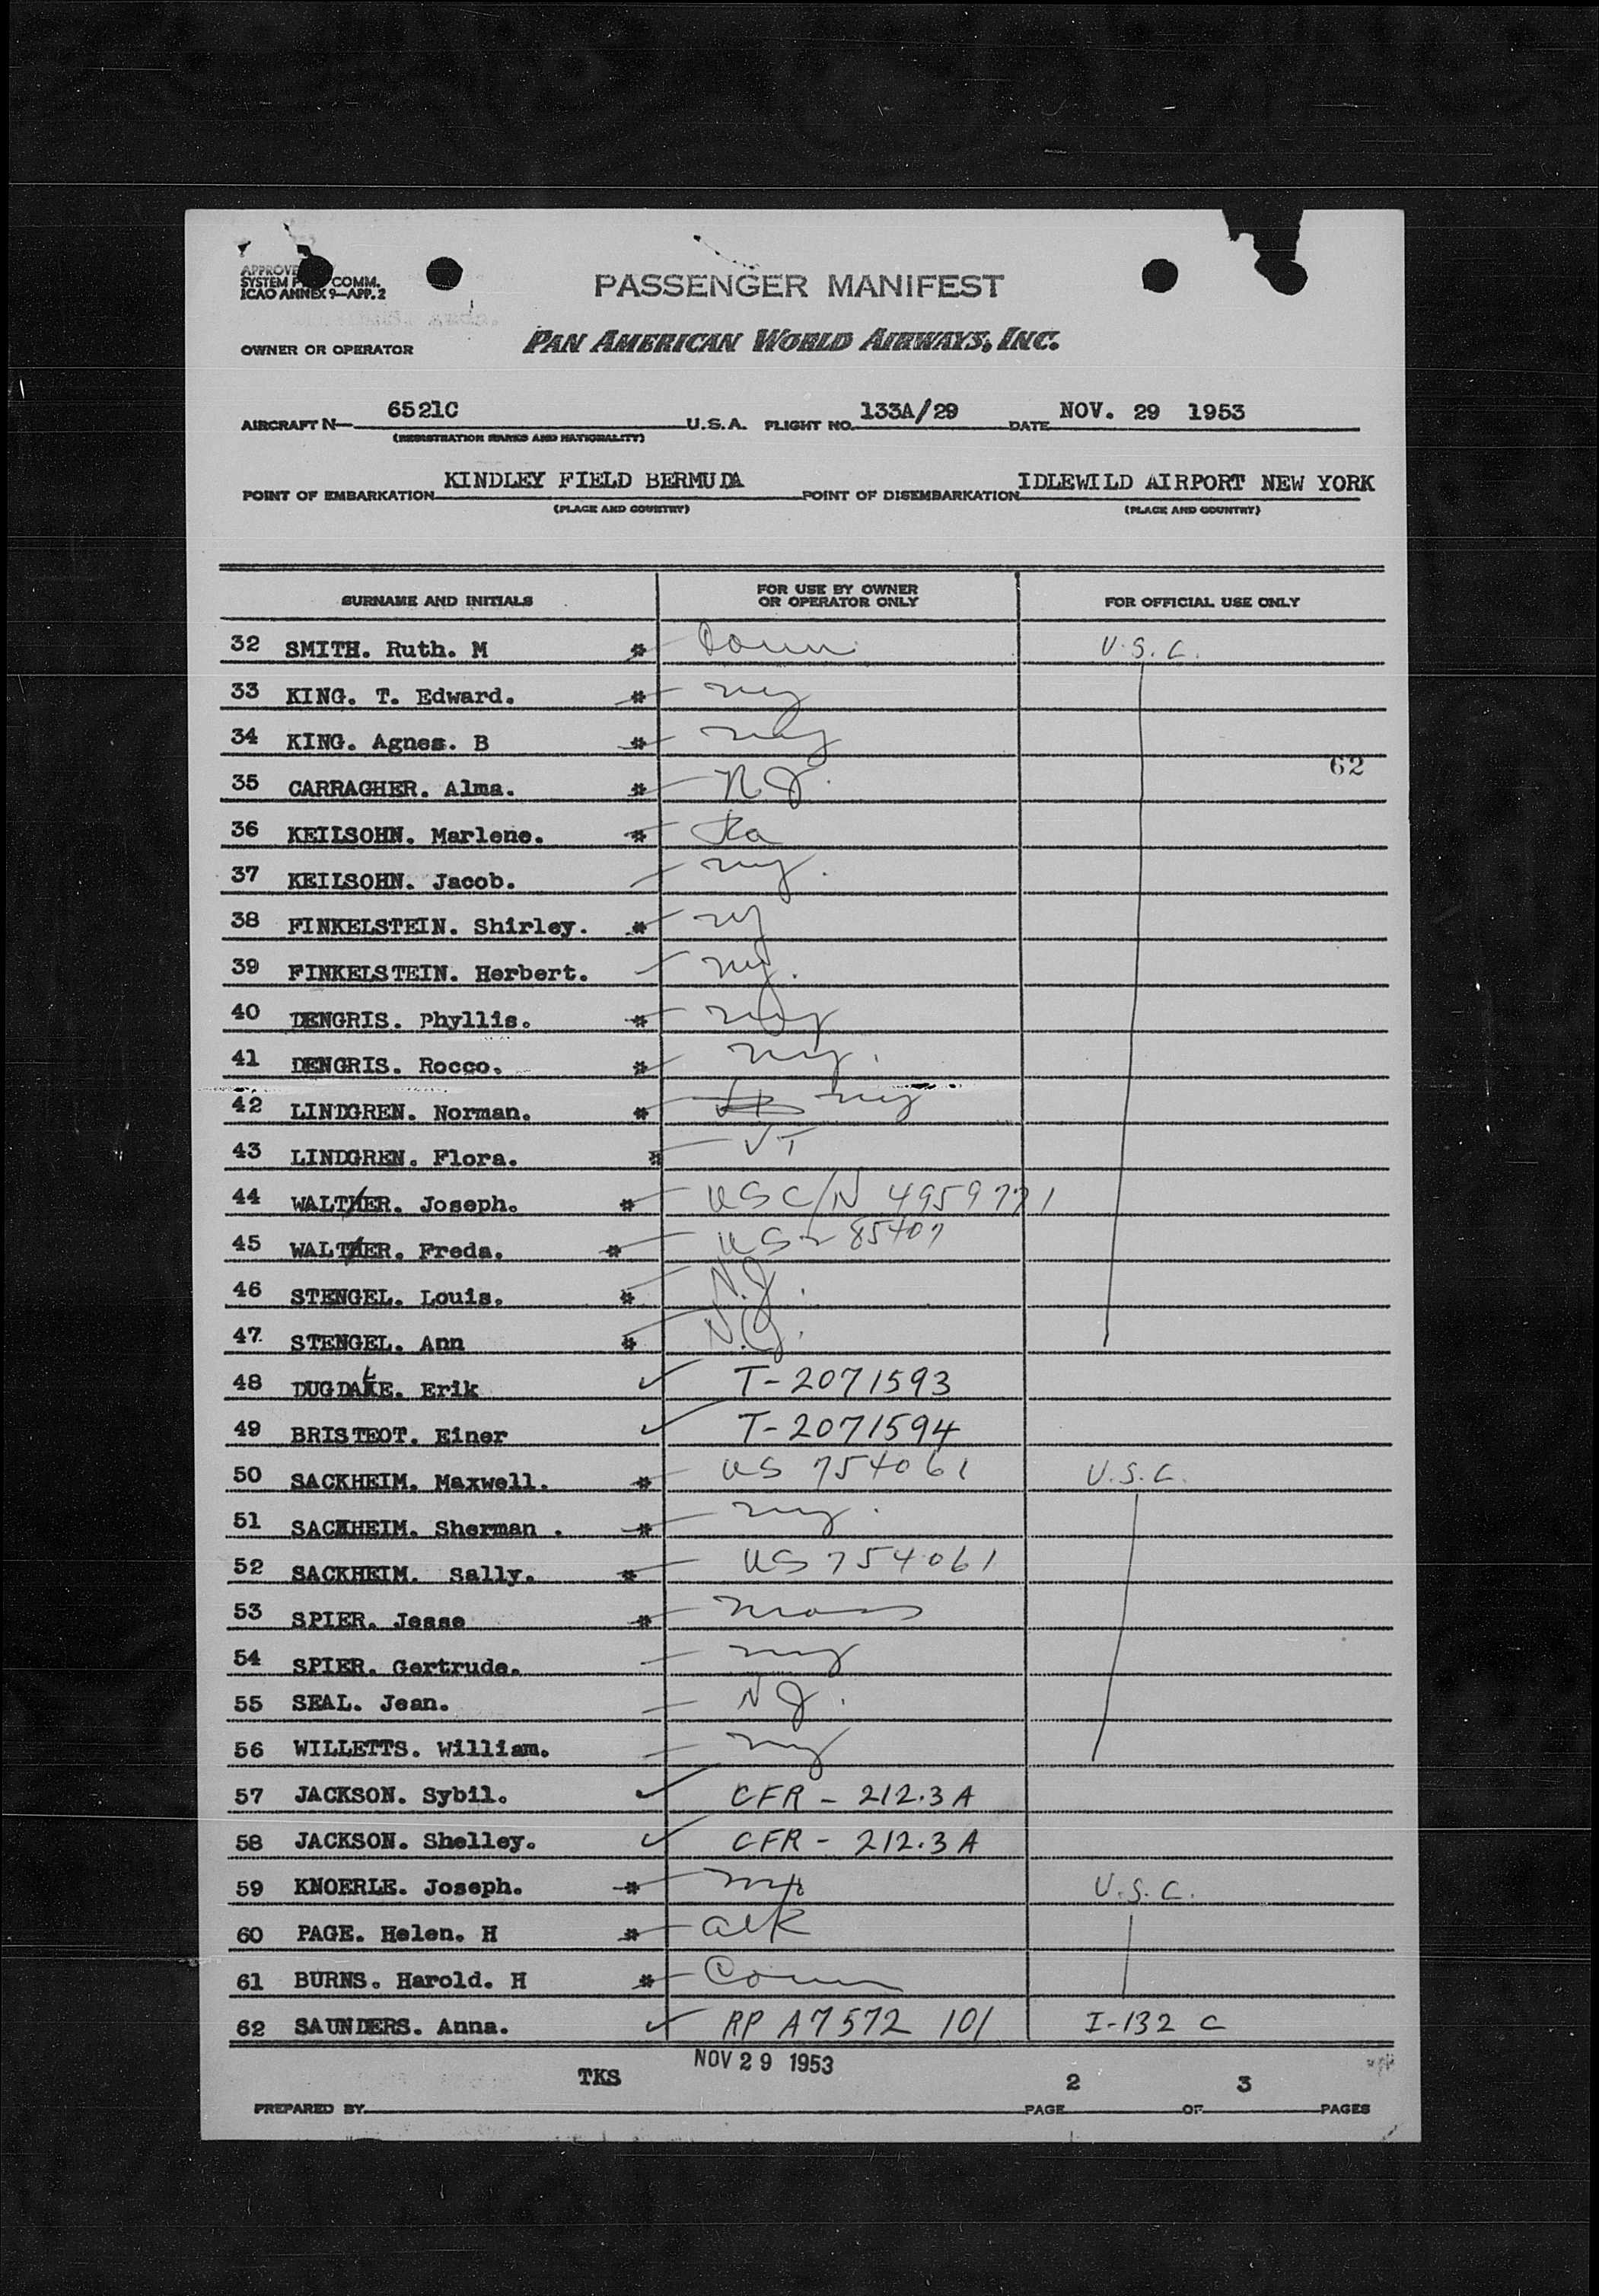 PASSENGER MANIFEST
SYSTEM COMM.
ICAO ANNEX 9—APP. 2
OWNER OR OPERATOR
PAN AMERICAN WORLD AIRWAYS, INC.
AIRCRAFT N— 6521C U.S.A. FLIGHT NO. 133A/29 DATE NOV. 29 1953
(REGISTRATION MARKS AND NATIONALITY)
POINT OF EMBARKATION KINDLEY FIELD BERMUDA POINT OF DISEMBARKATION IDLEWILD AIRPORT NEW YORK
(PLACE AND COUNTRY) (PLACE AND COUNTRY)
SURNAME AND INITIALS FOR USE BY OWNER OR OPERATOR ONLY FOR OFFICIAL USE ONLY
32 SMITH. Ruth. M * Conn U.S.C.
33 KING. T. Edward. * ny
34 KING. Agnes. B * ny
62
35 CARRAGHER. Alma. * N.J.
36 KEILSOHN. Marlene. *
37 KEILSOHN. Jacob. ny.
38 FINKELSTEIN. Shirley. * ny
39 FINKELSTEIN. Herbert. ny.
40 DENGRIS. Phyllis. * ny
41 DENGRIS. Rocco. * ny.
42 LINDGREN. Norman. * ny
43 LINDGREN. Flora. * VT
44 WALTHER. Joseph. * USC/N 4959771
45 WALTHER. Freda. * US 85407
46 STENGEL. Louis. * N.J.
47. STENGEL. Ann * N.J.
48 DUGDALE. Erik T-2071593
49 BRISTEOT. Einer T-2071594
50 SACKHEIM. Maxwell. * US 754061 U.S.C.
51 SACKHEIM. Sherman . * ny.
52 SACKHEIM. Sally. * US 754061
53 SPIER. Jesse * mass
54 SPIER. Gertrude. ny
55 SEAL. Jean. NJ.
56 WILLETTS. William. ny
57 JACKSON. Sybil. CFR - 212.3A
58 JACKSON. Shelley. CFR - 212.3A
59 KNOERLE. Joseph. * U.S.C.
60 PAGE. Helen. H * ark
61 BURNS. Harold. H * Conn
62 SAUNDERS. Anna. RP A7572 101 I-132 C
TKS NOV 29 1953
PREPARED BY PAGE 2 OF 3 PAGES